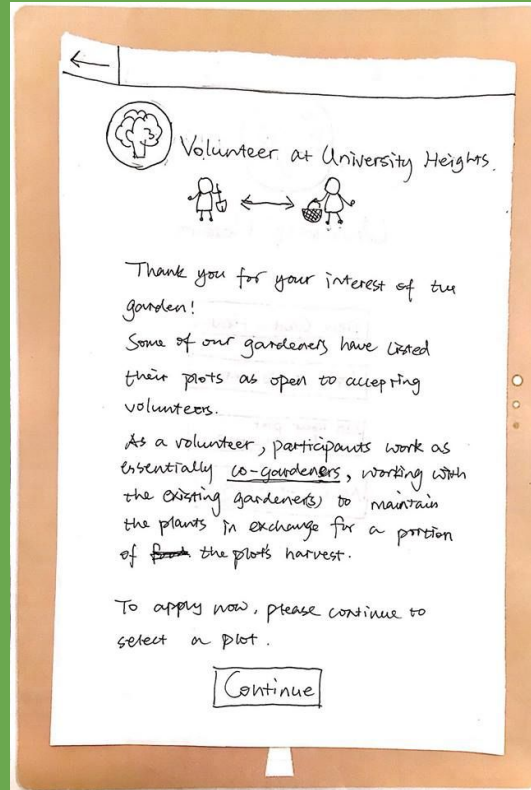 Volunteer at University Heights.
Thank you for your interest of the
garden!
Some of our gardeners have listed
their plots as open to accepting
volunteers.
As a volunteer, participants work as
essentially co-gardeners, working with
the existing gardener(s) to maintain
the plants in exchange for a portion
of the plot's harvest.
To apply now, please continue to
select a plot.
Continue